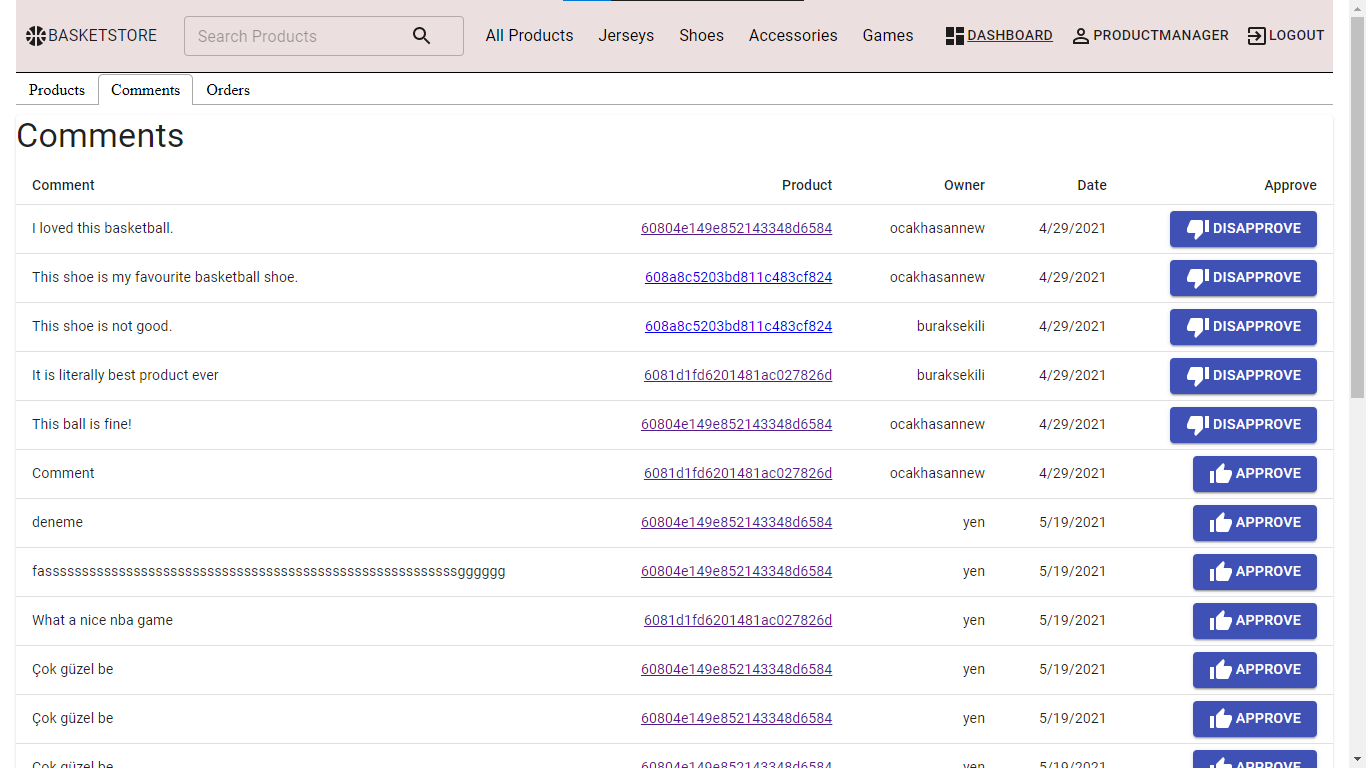 BASKETSTORE Search Products All Products Jerseys Shoes Accessories Games DASHBOARD PRODUCTMANAGER LOGOUT
Products Comments Orders
Comments
Comment Product Owner Date Approve
I loved this basketball. 60804e149e852143348d6584 ocakhasannew 4/29/2021 DISAPPROVE
This shoe is my favourite basketball shoe. 608a8c5203bd811c483cf824 ocakhasannew 4/29/2021 DISAPPROVE
This shoe is not good. 608a8c5203bd811c483cf824 buraksekili 4/29/2021 DISAPPROVE
It is literally best product ever 6081d1fd6201481ac027826d buraksekili 4/29/2021 DISAPPROVE
This ball is fine! 60804e149e852143348d6584 ocakhasannew 4/29/2021 DISAPPROVE
Comment 6081d1fd6201481ac027826d ocakhasannew 4/29/2021 APPROVE
deneme 60804e149e852143348d6584 yen 5/19/2021 APPROVE
fassssssssssssssssssssssssssssssssssssssssssssssssssssssssgggggg 60804e149e852143348d6584 yen 5/19/2021 APPROVE
What a nice nba game 6081d1fd6201481ac027826d yen 5/19/2021 APPROVE
Çok güzel be 60804e149e852143348d6584 yen 5/19/2021 APPROVE
Çok güzel be 60804e149e852143348d6584 yen 5/19/2021 APPROVE
Çok güzel be 60804e149e852143348d6584 yen 5/19/2021 APPROVE